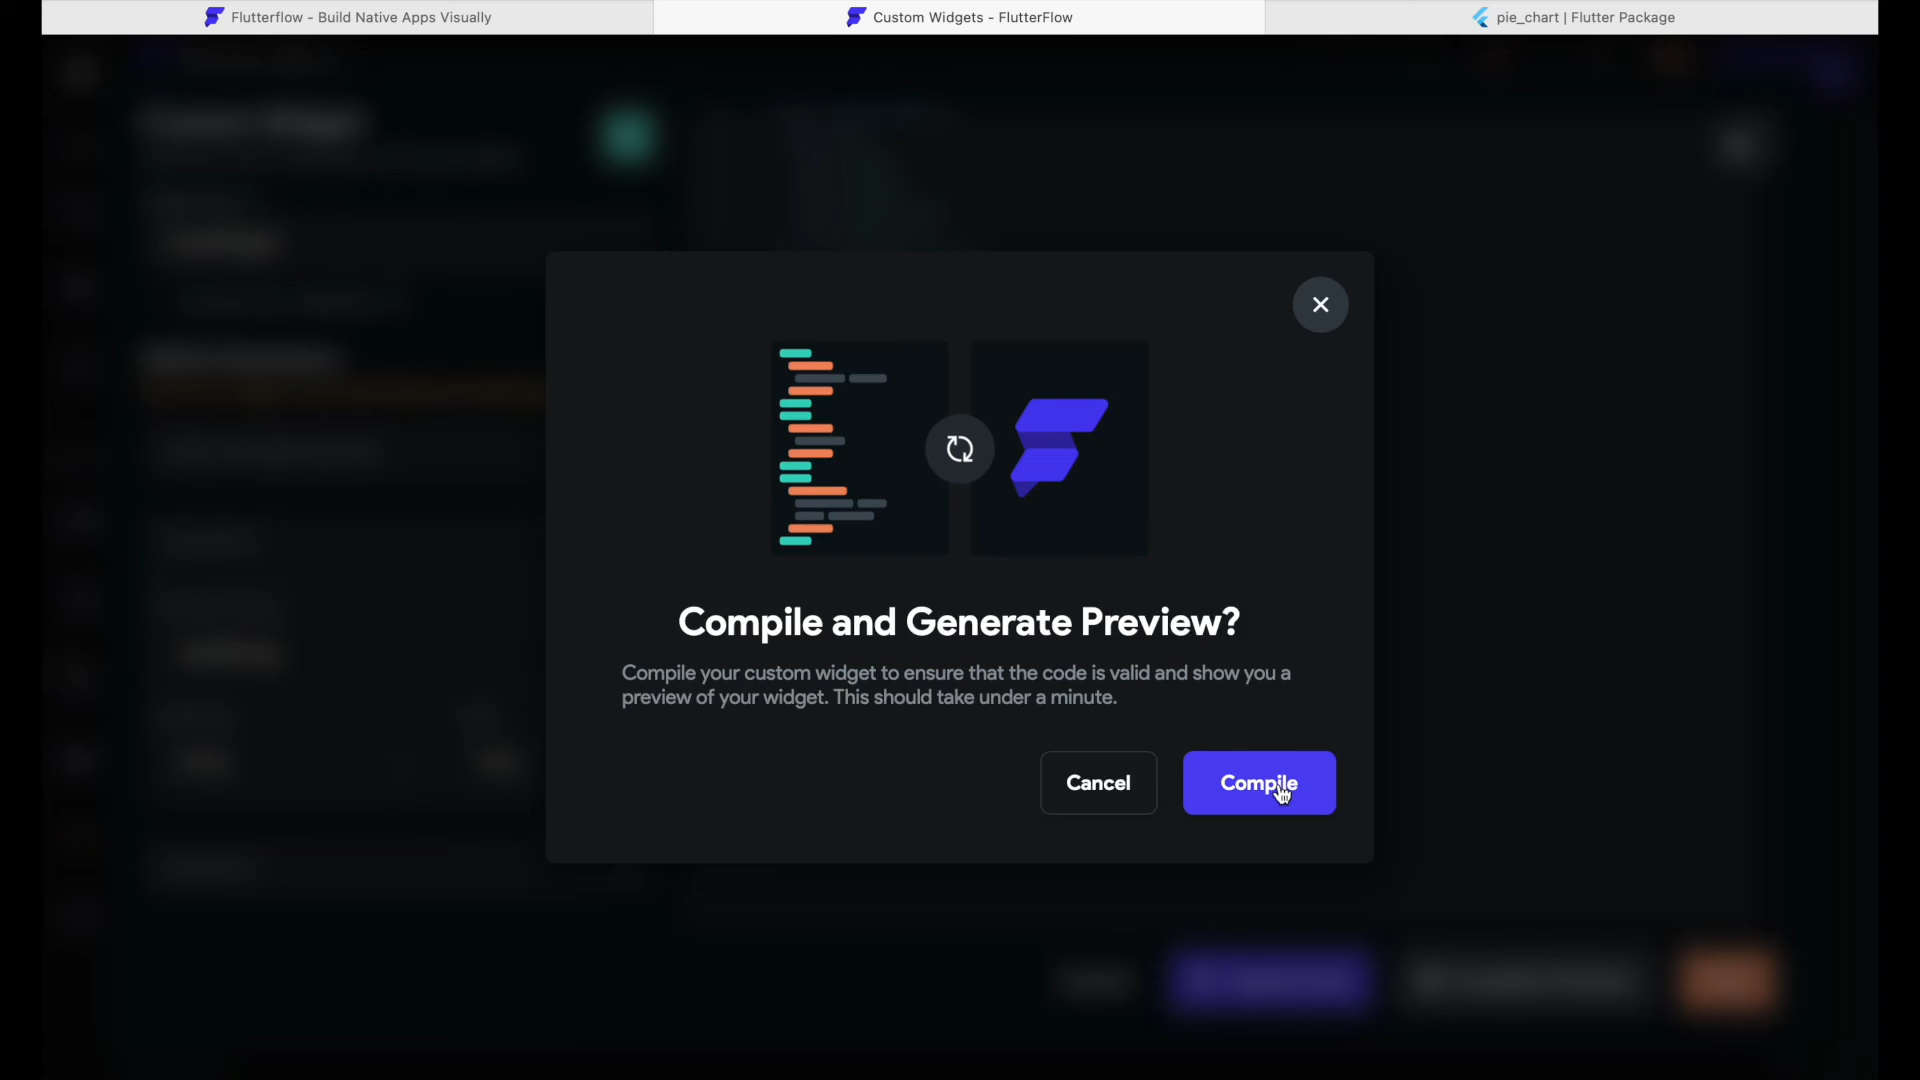 Flutterflow - Build Native Apps Visually
Custom Widgets - FlutterFlow
pie_chart | Flutter Package
Compile and Generate Preview?
Compile your custom widget to ensure that the code is valid and show you a
preview of your widget. This should take under a minute.
Cancel
Compile